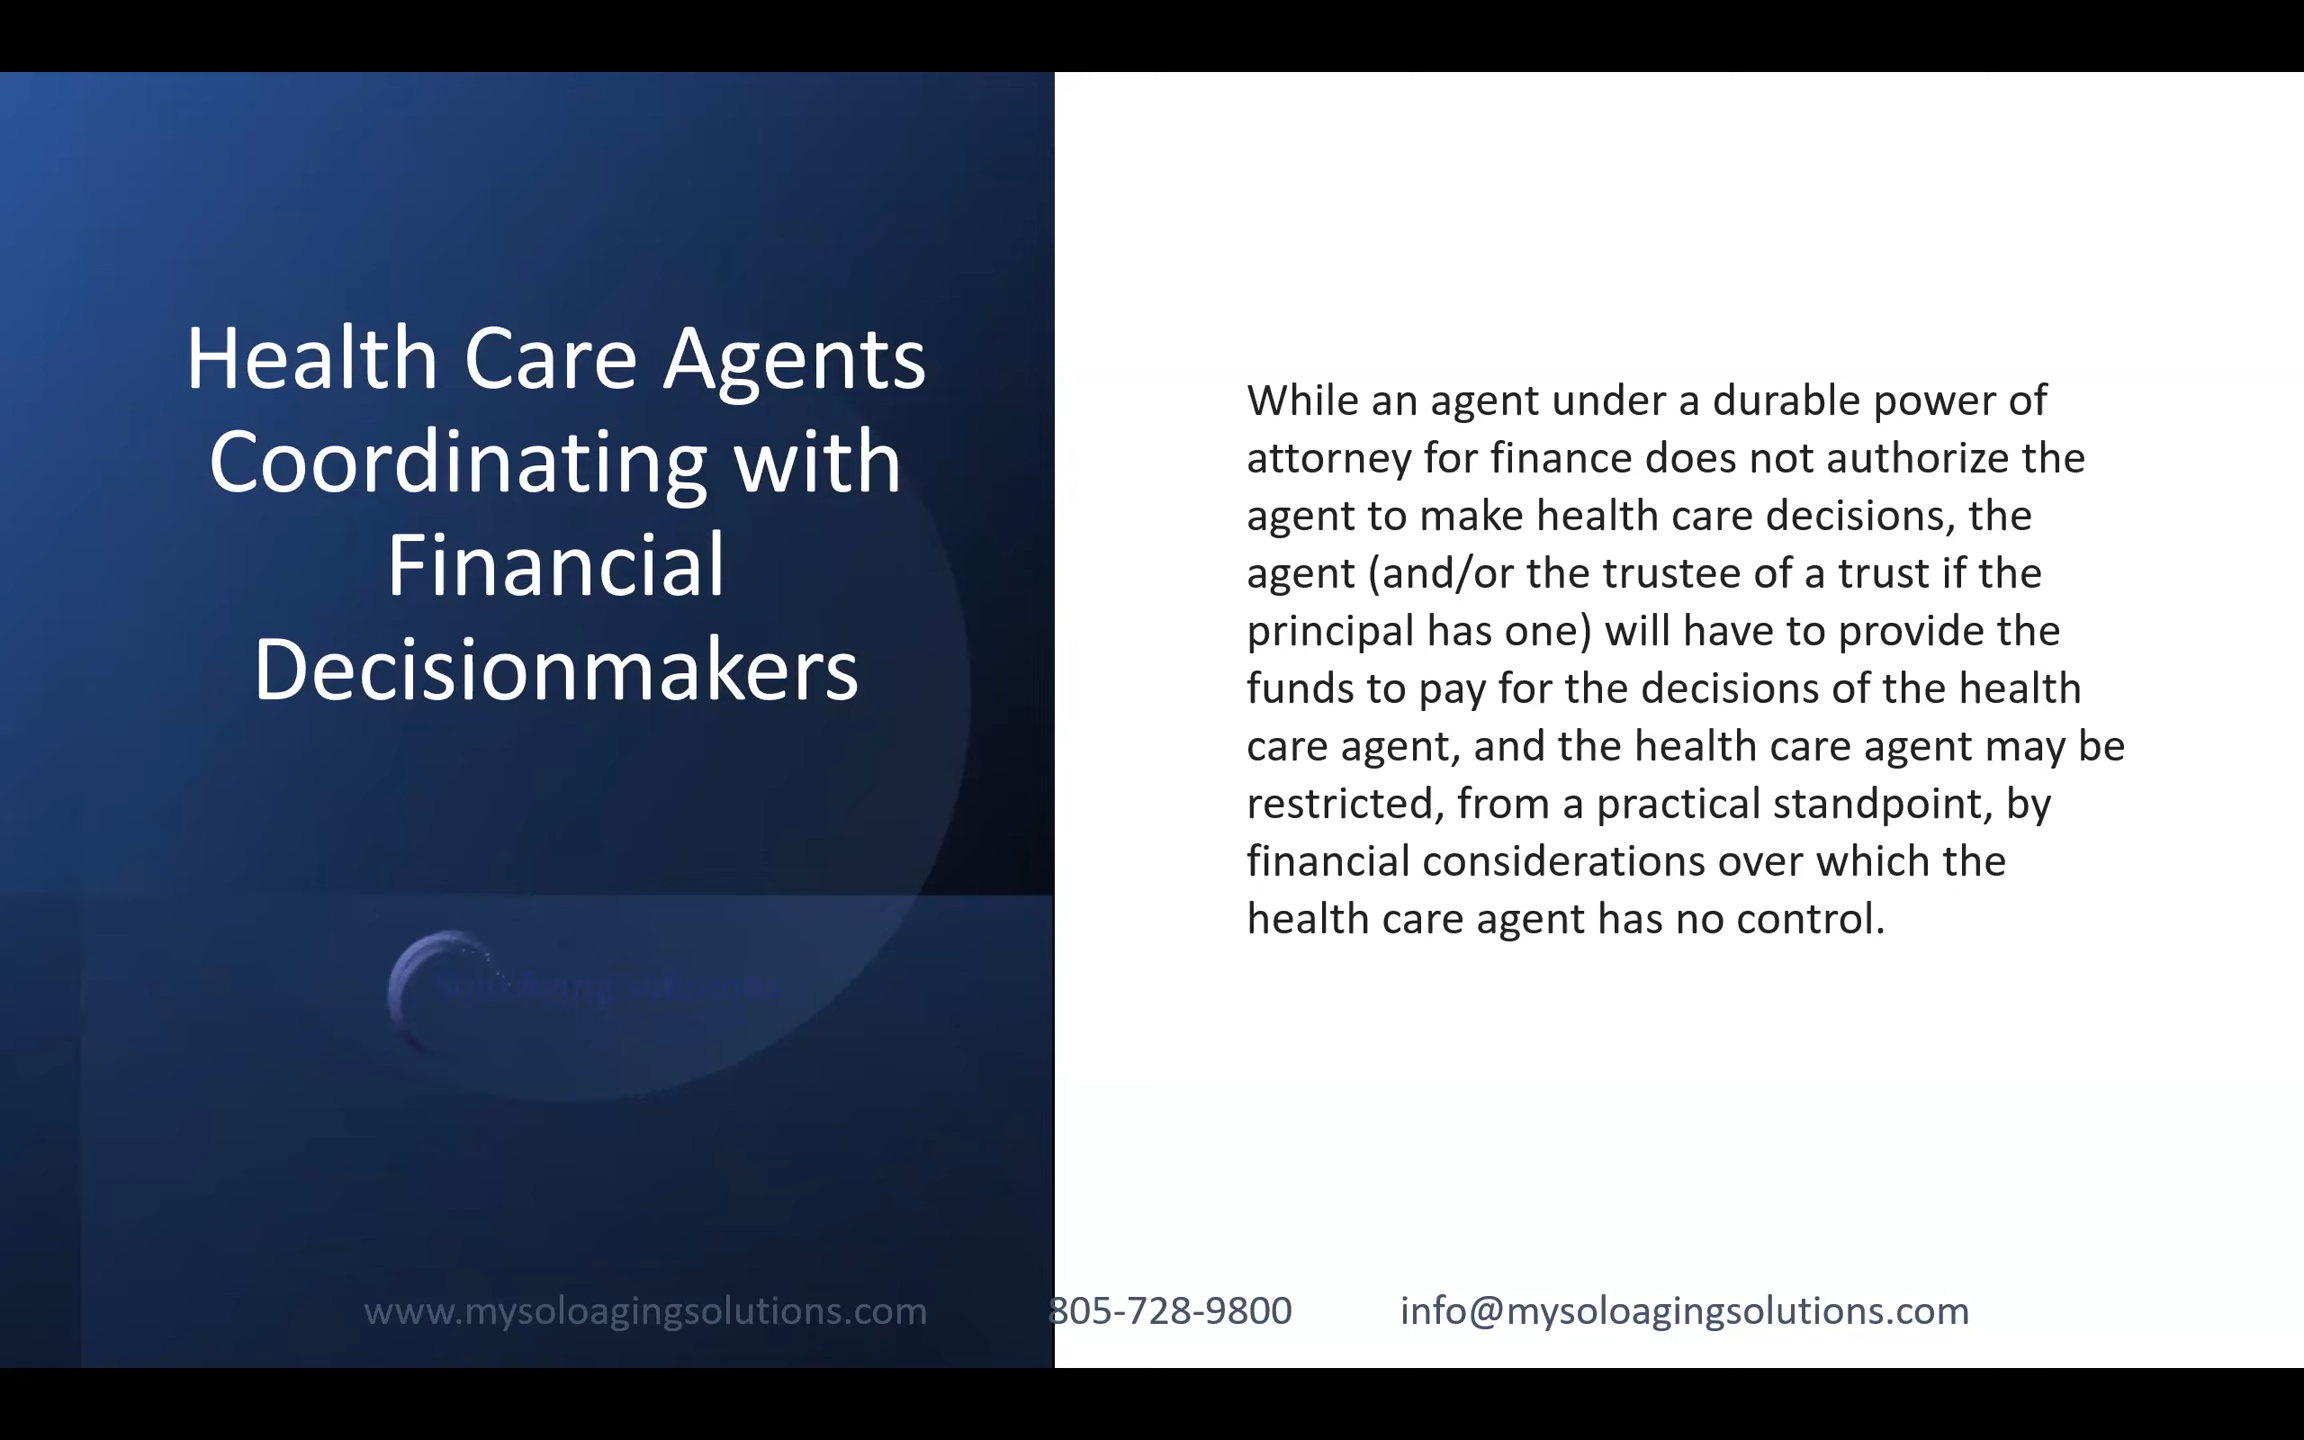 Health Care Agents
Coordinating with
Financial
Decisionmakers
While an agent under a durable power of
attorney for finance does not authorize the
agent to make health care decisions, the
agent (and/or the trustee of a trust if the
principal has one) will have to provide the
funds to pay for the decisions of the health
care agent, and the health care agent may be
restricted, from a practical standpoint, by
financial considerations over which the
health care agent has no control.
Solo Aging Solutions
www.mysoloagingsolutions.com 805-728-9800 info@mysoloagingsolutions.com